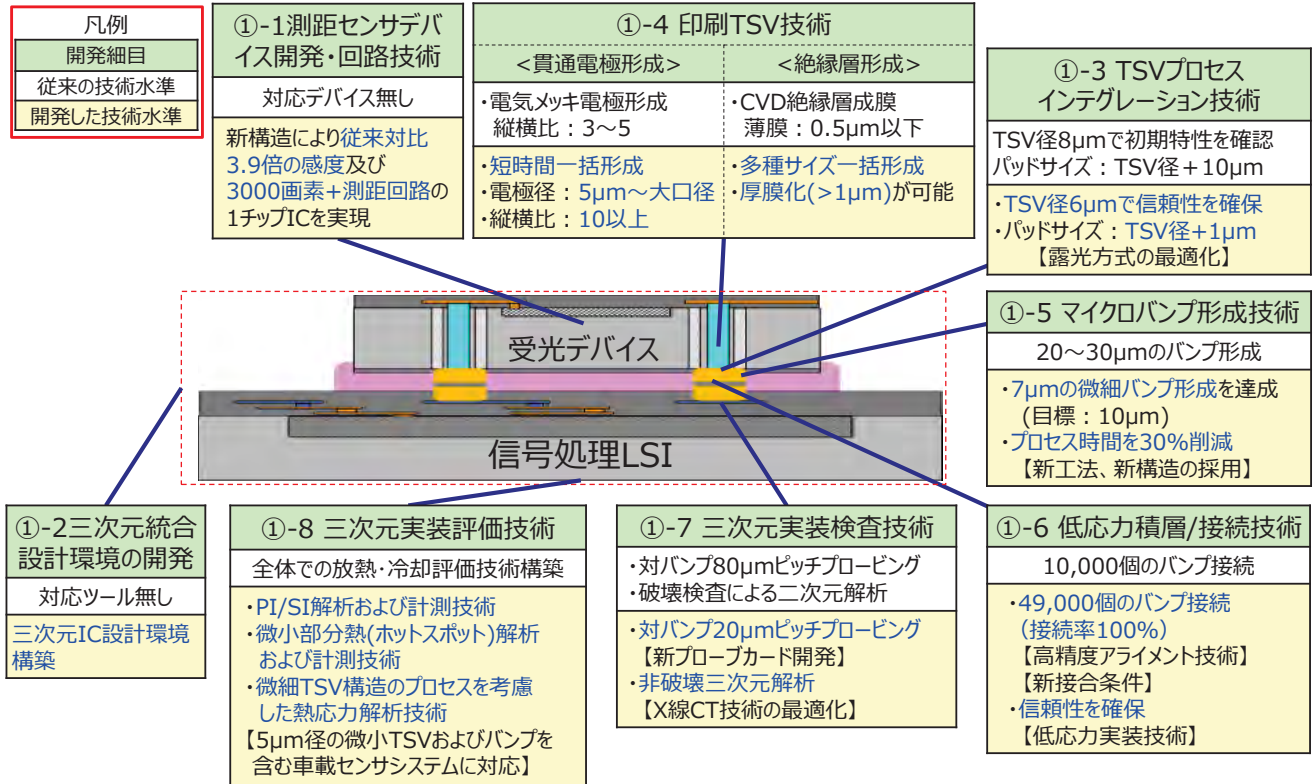 凡例
開発細目
従来の技術水準
開発した技術水準
①-1測距センサデバ
イス開発・回路技術
対応デバイス無し
新構造により従来対比
3.9倍の感度及び
3000画素＋測距回路の
1チップICを実現
①-4 印刷TSV技術
<貫通電極形成>
・電気メッキ電極形成
縦横比：3～5
・短時間一括形成
・電極径：5μm～大口径
・縦横比：10以上
<絶縁層形成>
・CVD絶縁層成膜
薄膜：0.5μm以下
・多種サイズ一括形成
・厚膜化(>1μm)が可能
①-3 TSVプロセス
インテグレーション技術
TSV径8μmで初期特性を確認
パッドサイズ：TSV径＋10μm
・TSV径6μmで信頼性を確保
・パッドサイズ：TSV径+1μm
【露光方式の最適化】
受光デバイス
信号処理LSI
①-5 マイクロバンプ形成技術
20～30μmのバンプ形成
・7μmの微細バンプ形成を達成
(目標：10μm)
・プロセス時間を30%削減
【新工法、新構造の採用】
①-2三次元統合
設計環境の開発
対応ツール無し
三次元IC設計環境
構築
①-8 三次元実装評価技術
全体での放熱・冷却評価技術構築
・PI/SI解析および計測技術
・微小部分熱(ホットスポット)解析
および計測技術
・微細TSV構造のプロセスを考慮
した熱応力解析技術
【5μm径の微小TSVおよびバンプを
含む車載センサシステムに対応】
①-7 三次元実装検査技術
・対バンプ80μmピッチプロービング
・破壊検査による二次元解析
・対バンプ20μmピッチプロービング
【新プローブカード開発】
・非破壊三次元解析
【X線CT技術の最適化】
①-6 低応力積層/接続技術
10,000個のバンプ接続
・49,000個のバンプ接続
（接続率100%）
【高精度アライメント技術】
【新接合条件】
・信頼性を確保
【低応力実装技術】